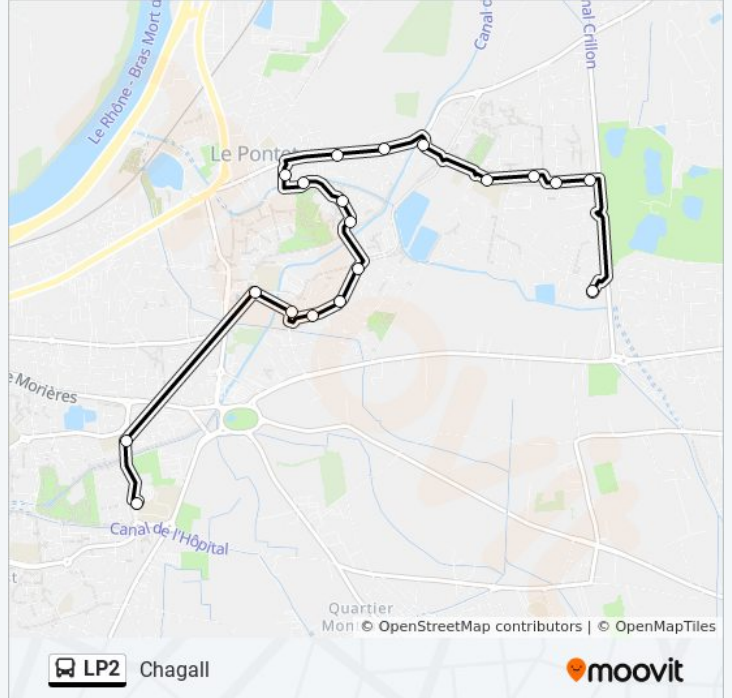 Le Rhône - Bras Mort d
Canal c
nal Crillon
Le Pontet
e Morières
Canal de l'Hôpital
t
Quartier
Mon
© OpenStreetMap contributors | © OpenMapTiles
LP2 Chagall
moovit